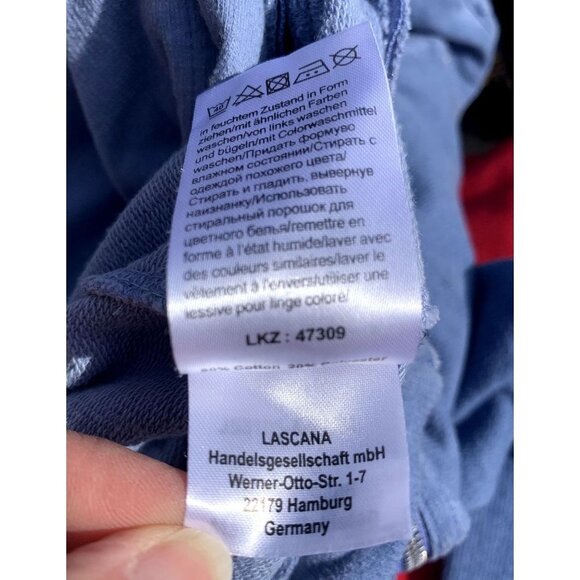 40
in feuchtem Zustand in Form
ziehen/mit ähnlichen Farben
waschen/von links waschen
und bügeln/mit Colorwaschmittel
waschen/Придать формуво
влажном состоянии/Стирать с
одеждой похожего цвета/
Стирать и гладить, вывернув
наизнанку/Использовать
стиральный порошок для
цветного белья/remettre en
forme à l'état humide/laver avec
des couleurs similaires/laver le
vêtement à l'envers/utiliser une
lessive pour linge coloré/
LKZ : 47309
Cotton
LASCANA
Handelsgesellschaft mbH
Werner-Otto-Str. 1-7
22179 Hamburg
Germany